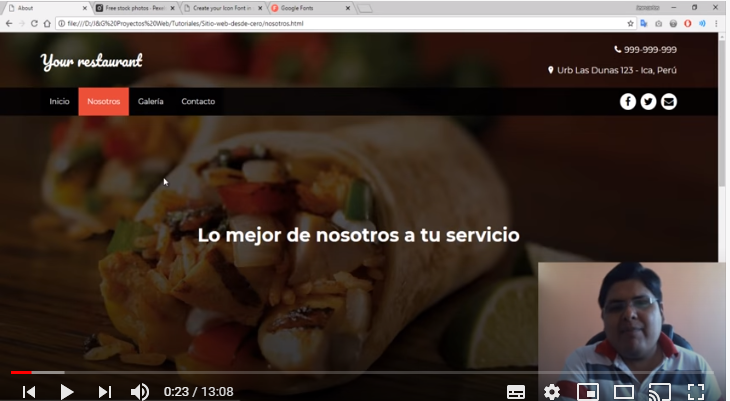 About
Free stock photos · Pexe
Create your Icon Font in
Google Fonts
file:///D:/I&G%20Proyectos%20Web/Tutoriales/Sitio-web-desde-cero/nosotros.html
Your restaurant
999-999-999
Urb Las Dunas 123 - Ica, Perú
Inicio
Nosotros
Galería
Contacto
Lo mejor de nosotros a tu servicio
0:23 / 13:08